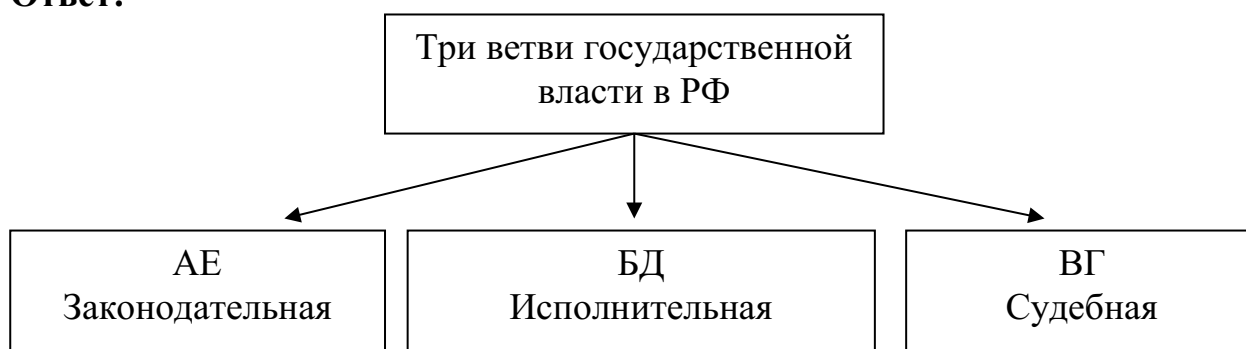 Ответ:
Три ветви государственной
власти в РФ
АЕ
Законодательная
БД
Исполнительная
ВГ
Судебная